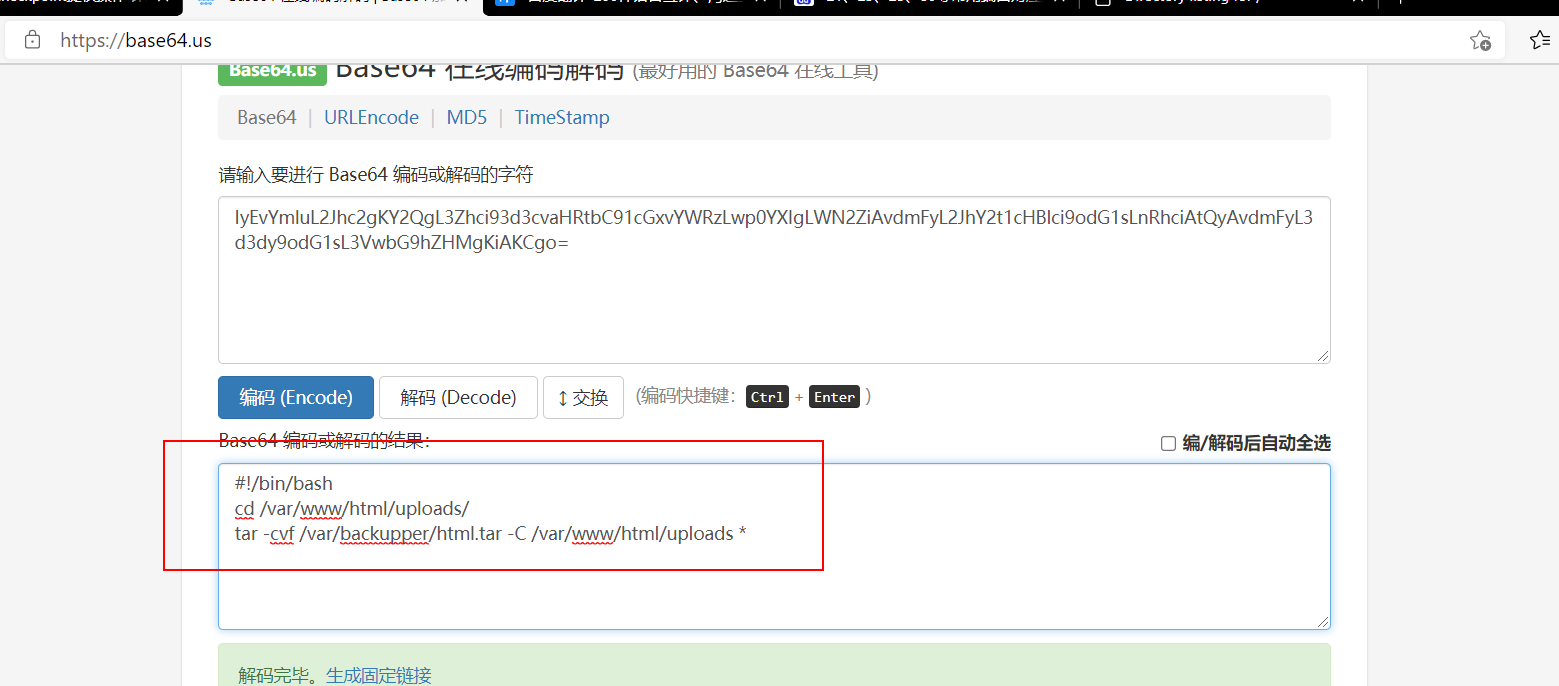 https://base64.us
Base64.us Base64 在线编码解码 (最好用的 Base64 在线工具)
Base64 | URLEncode | MD5 | TimeStamp
请输入要进行 Base64 编码或解码的字符
IyEvYmluL2Jhc2gKY2QgL3Zhci93d3cvaHRtbC91cGxvYWRzLwp0YXIgLWN2ZiAvdmFyL2JhY2t1cHBlci9odG1sLnRhciAtQyAvdmFyL3
d3dy9odG1sL3VwbG9hZHMgKiAKCgo=
编码 (Encode) 解码 (Decode) ↕ 交换 (编码快捷键: Ctrl + Enter )
Base64 编码或解码的结果:
编/解码后自动全选
#!/bin/bash
cd /var/www/html/uploads/
tar -cvf /var/backupper/html.tar -C /var/www/html/uploads *
解码完毕。生成固定链接